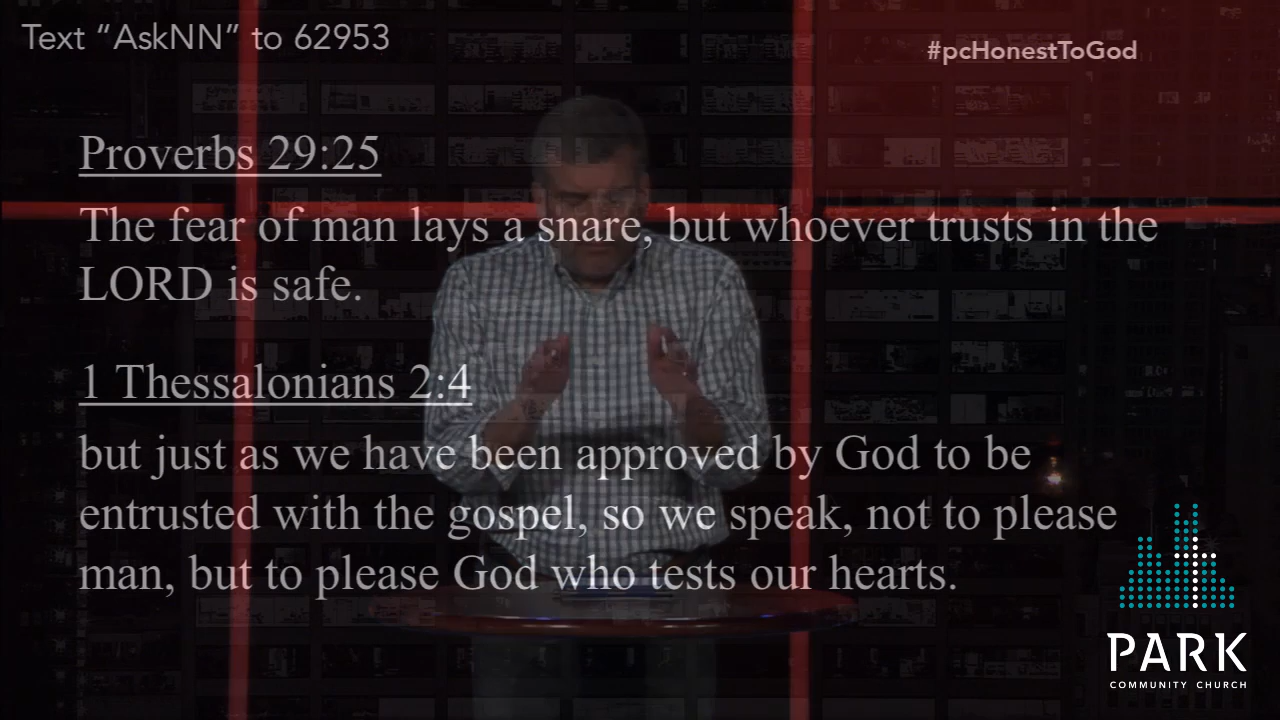 Text “AskNN” to 62953
#pcHonestToGod
Proverbs 29:25
The fear of man lays a snare, but whoever trusts in the
LORD is safe.
1 Thessalonians 2:4
but just as we have been approved by God to be
entrusted with the gospel, so we speak, not to please
man, but to please God who tests our hearts.
PARK
COMMUNITY CHURCH